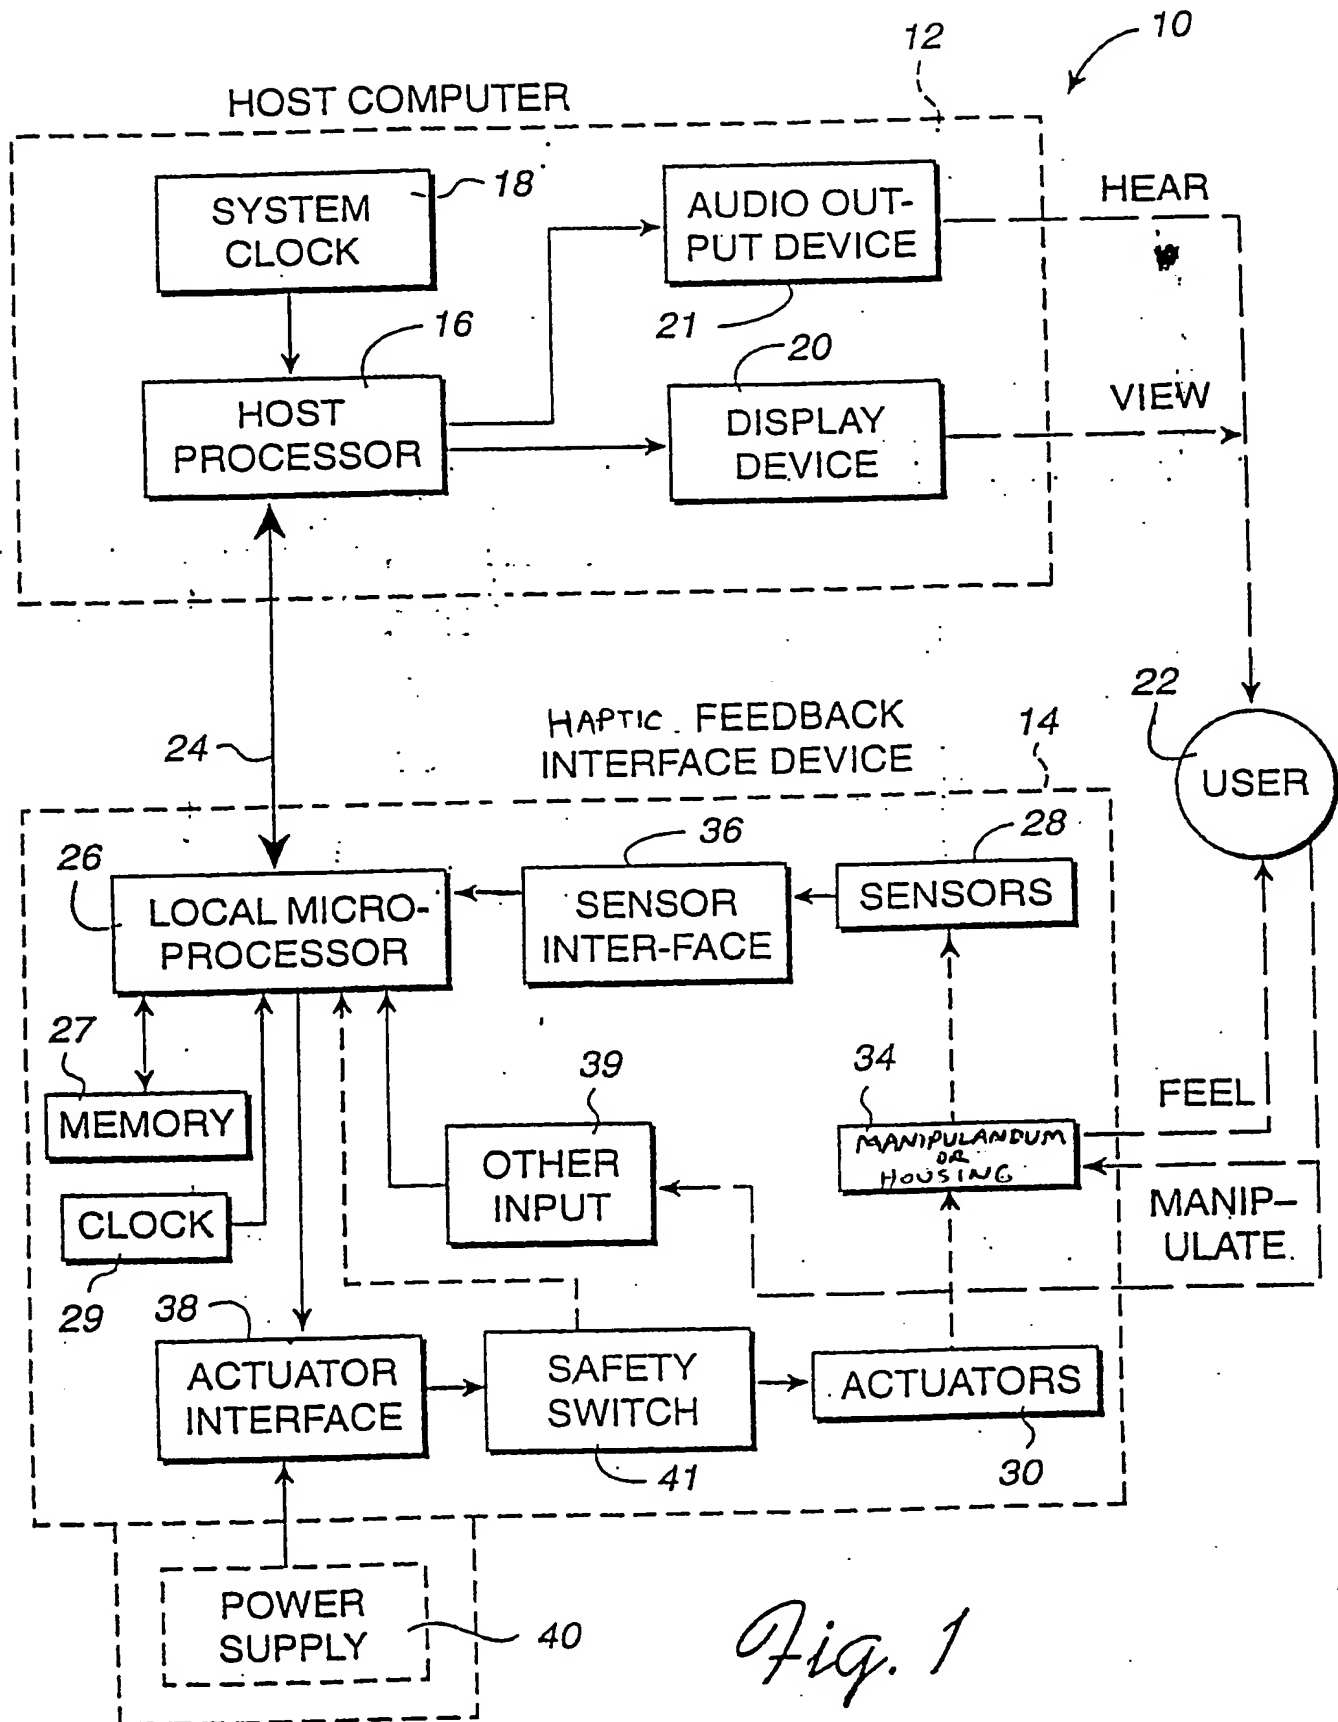 10
12
HOST COMPUTER
SYSTEM
CLOCK
18
AUDIO OUT-
PUT DEVICE
21
HEAR
16
HOST
PROCESSOR
20
DISPLAY
DEVICE
VIEW
24
HAPTIC FEEDBACK
INTERFACE DEVICE
14
22
USER
26
LOCAL MICRO-
PROCESSOR
36
SENSOR
INTER-FACE
28
SENSORS
27
MEMORY
39
OTHER
INPUT
34
MANIPULANDUM
OR
HOUSING
FEEL
MANIP-
ULATE
CLOCK
29
38
ACTUATOR
INTERFACE
SAFETY
SWITCH
41
ACTUATORS
30
POWER
SUPPLY
40
Fig. 1